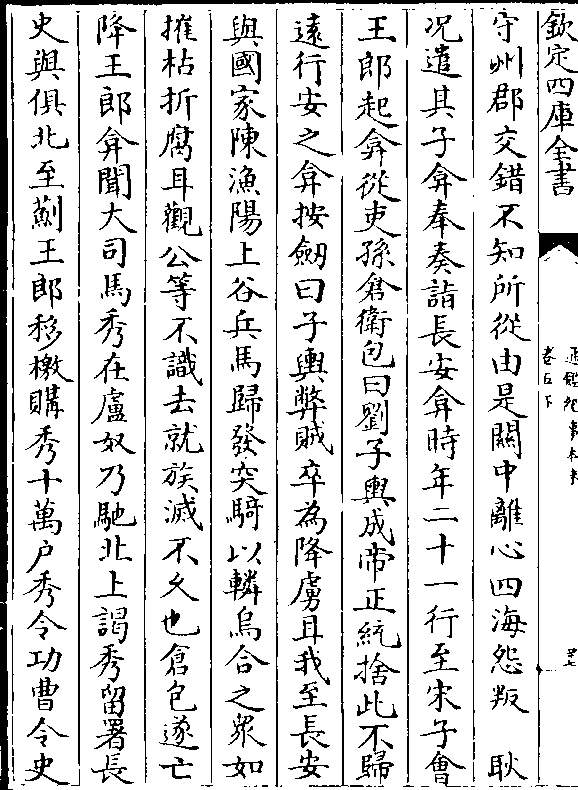 欽定四庫全書
通鑑紀事本末
卷五下
守州郡交錯不知所從由是關中離心四海怨叛　耿
况遣其子弇奉奏詣長安弇時年二十一行至宋子會
王郎起弇從吏孫倉衛包曰劉子輿成帝正統捨此不歸
遠行安之弇按劒曰子輿弊賊卒為降虜耳我至長安
與國家陳漁陽上谷兵馬歸發突騎以轔烏合之衆如
摧枯折腐耳觀公等不識去就族滅不久也倉包遂亡
降王郎弇聞大司馬秀在盧奴乃馳北上謁秀留署長
史與俱北至薊王郎移檄購秀十萬户秀令功曹令史